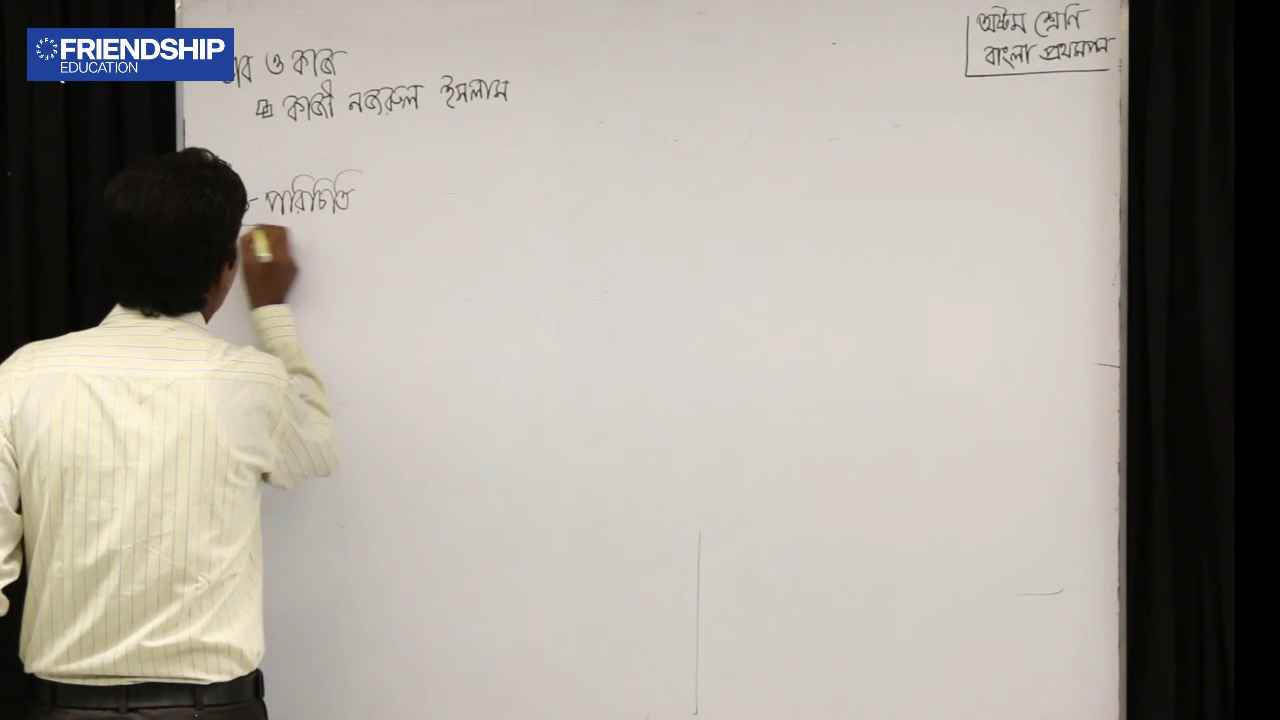 FRIENDSHIP
EDUCATION
ভাব ও কাজ
কাজী নজরুল ইসলাম
পরিচিতি
অষ্টম শ্রেণি
বাংলা প্রথমপত্র